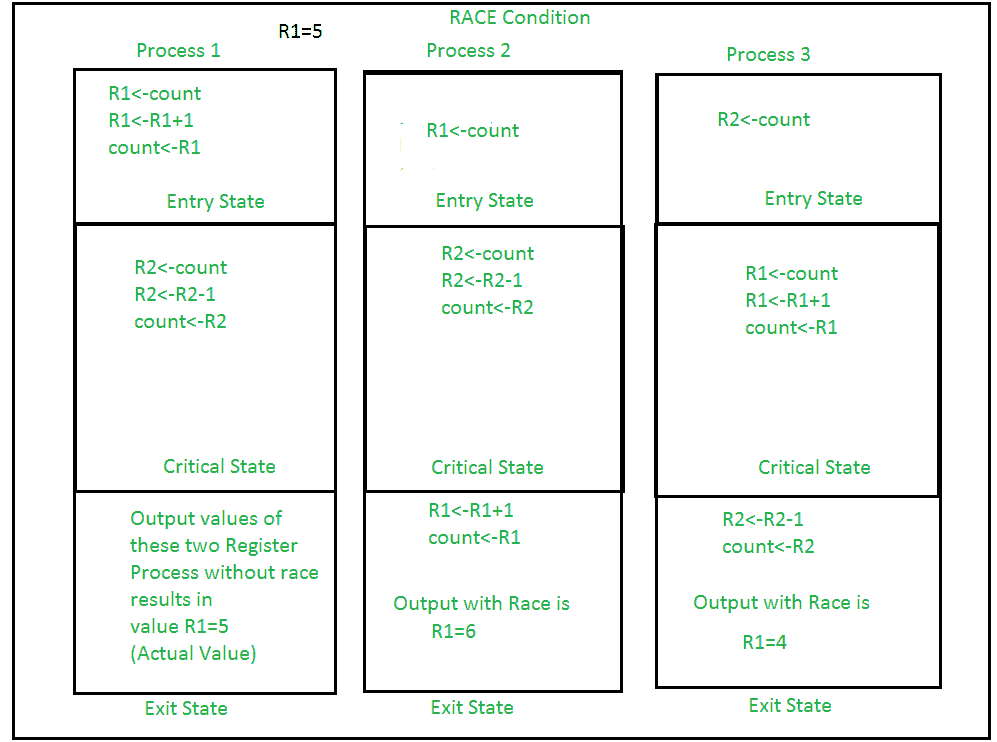 RACE Condition
R1=5
Process 1
R1<-count
R1<-R1+1
count<-R1
Entry State
R2<-count
R2<-R2-1
count<-R2
Critical State
Output values of
these two Register
Process without race
results in
value R1=5
(Actual Value)
Exit State
Process 2
R1<-count
Entry State
R2<-count
R2<-R2-1
count<-R2
Critical State
R1<-R1+1
count<-R1
Output with Race is
R1=6
Exit State
Process 3
R2<-count
Entry State
R1<-count
R1<-R1+1
count<-R1
Critical State
R2<-R2-1
count<-R2
Output with Race is
R1=4
Exit State